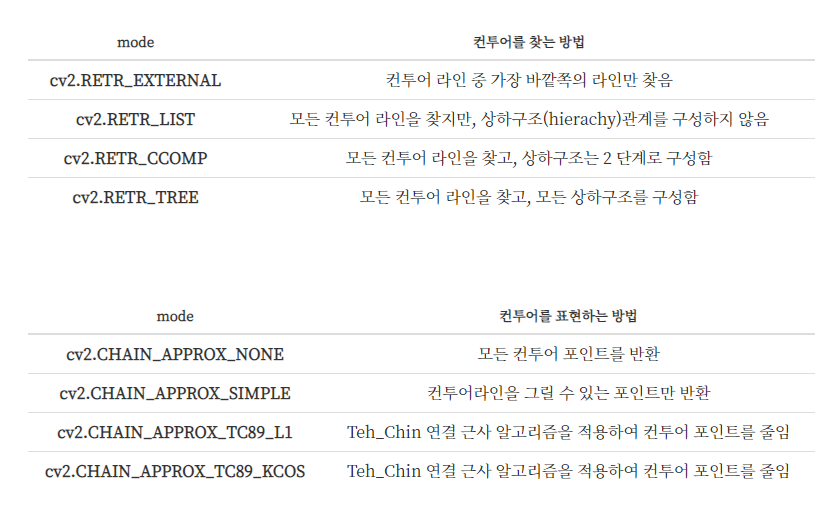 mode 컨투어를 찾는 방법
cv2.RETR_EXTERNAL 컨투어 라인 중 가장 바깥쪽의 라인만 찾음
cv2.RETR_LIST 모든 컨투어 라인을 찾지만, 상하구조(hierachy)관계를 구성하지 않음
cv2.RETR_CCOMP 모든 컨투어 라인을 찾고, 상하구조는 2 단계로 구성함
cv2.RETR_TREE 모든 컨투어 라인을 찾고, 모든 상하구조를 구성함
mode 컨투어를 표현하는 방법
cv2.CHAIN_APPROX_NONE 모든 컨투어 포인트를 반환
cv2.CHAIN_APPROX_SIMPLE 컨투어라인을 그릴 수 있는 포인트만 반환
cv2.CHAIN_APPROX_TC89_L1 Teh_Chin 연결 근사 알고리즘을 적용하여 컨투어 포인트를 줄임
cv2.CHAIN_APPROX_TC89_KCOS Teh_Chin 연결 근사 알고리즘을 적용하여 컨투어 포인트를 줄임